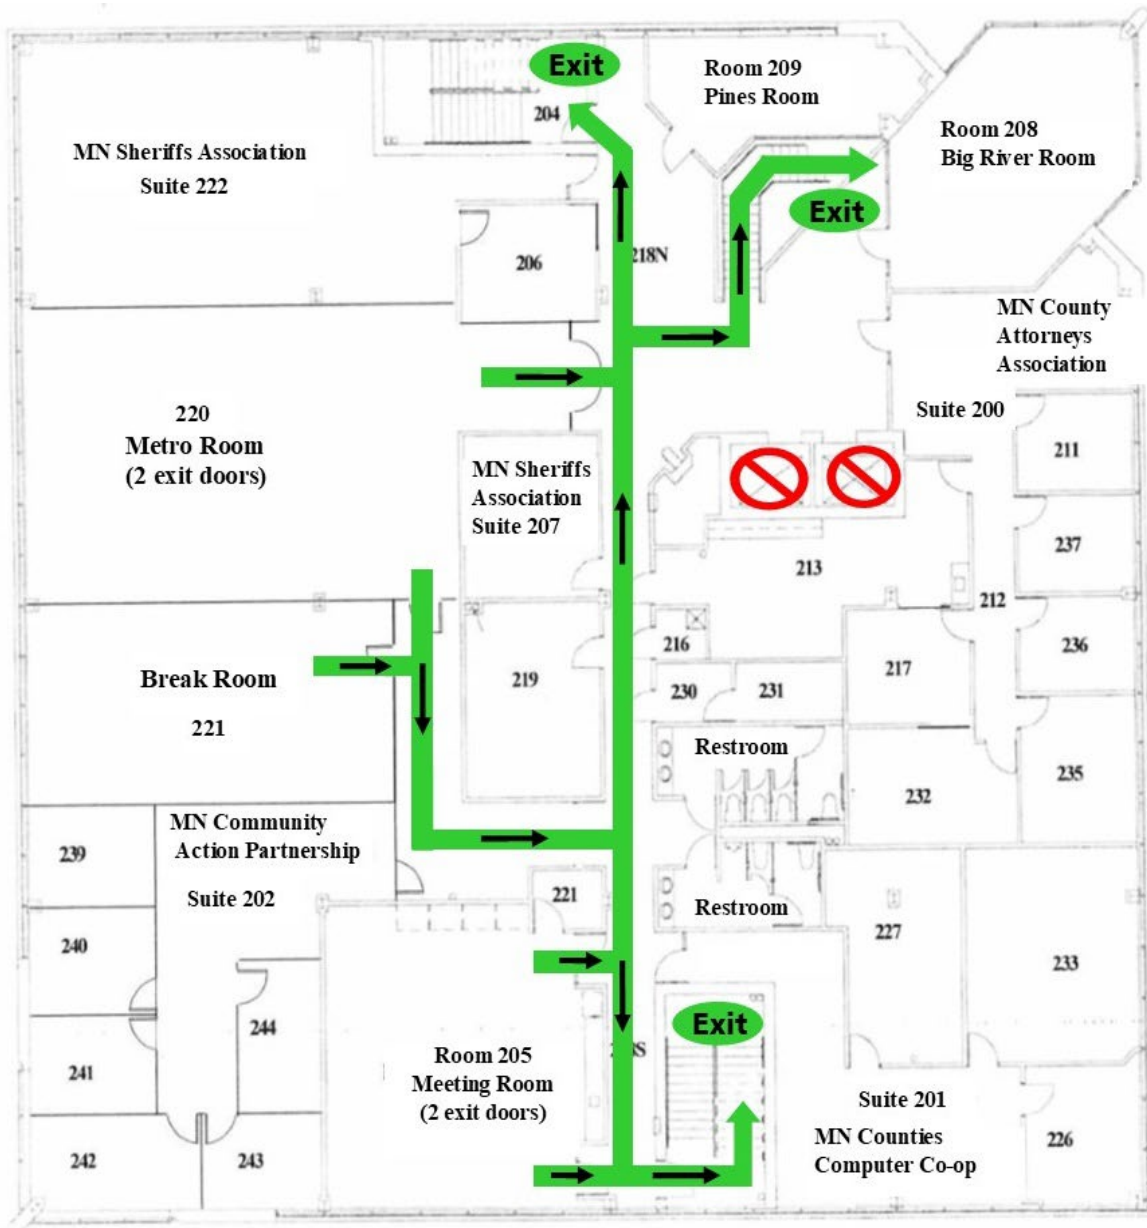 Exit
204
Room 209
Pines Room
Room 208
Big River Room
MN Sheriffs Association
Suite 222
Exit
206
218N
MN County
Attorneys
Association
220
Metro Room
(2 exit doors)
Suite 200
211
MN Sheriffs
Association
Suite 207
237
213
212
216
236
217
219
Break Room
221
230
231
Restroom
235
232
MN Community
Action Partnership
239
Suite 202
221
Restroom
227
240
233
244
Exit
Room 205
Meeting Room
(2 exit doors)
S
241
Suite 201
MN Counties
Computer Co-op
226
242
243